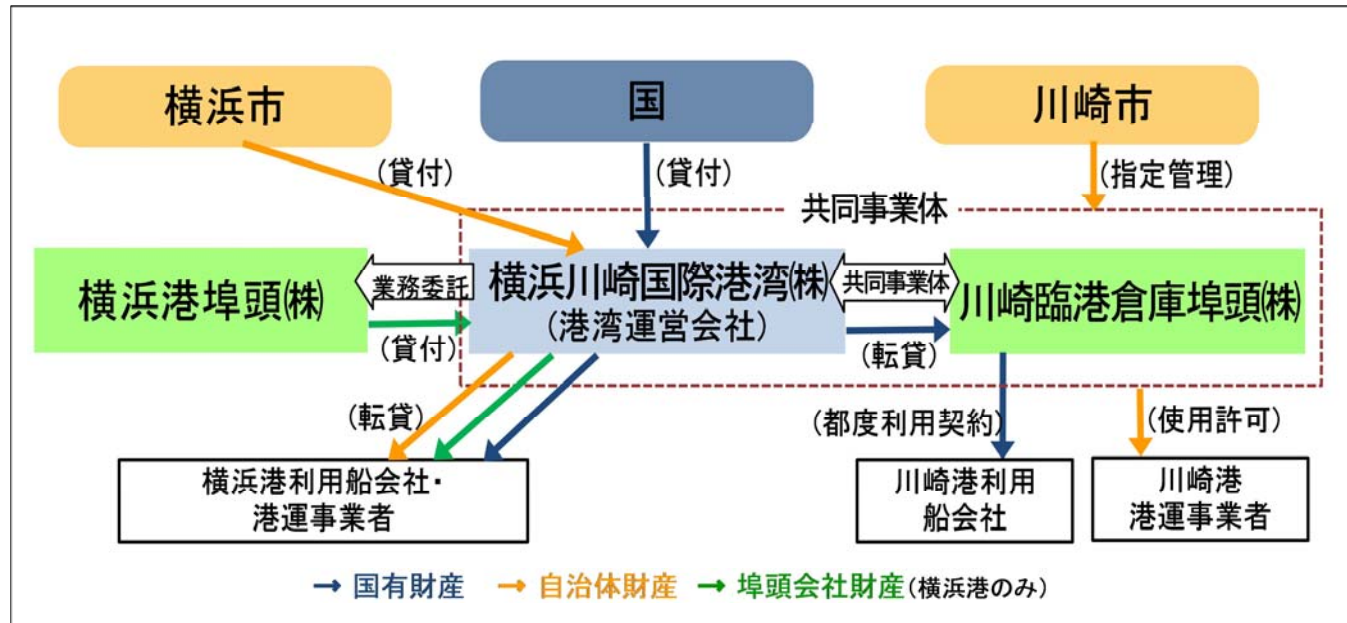 横浜市
国
川崎市
(貸付)
(貸付)
(指定管理)
共同事業体
横浜港埠頭㈱
業務委託
横浜川崎国際港湾㈱
(港湾運営会社)
共同事業体
川崎臨港倉庫埠頭㈱
(貸付)
(転貸)
(転貸)
(都度利用契約)
(使用許可)
横浜港利用船会社・
港運事業者
川崎港利用
船会社
川崎港
港運事業者
→ 国有財産 → 自治体財産 → 埠頭会社財産(横浜港のみ)